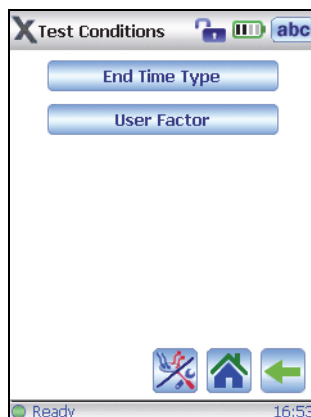 Test Conditions abc
End Time Type
User Factor
Ready 16:53